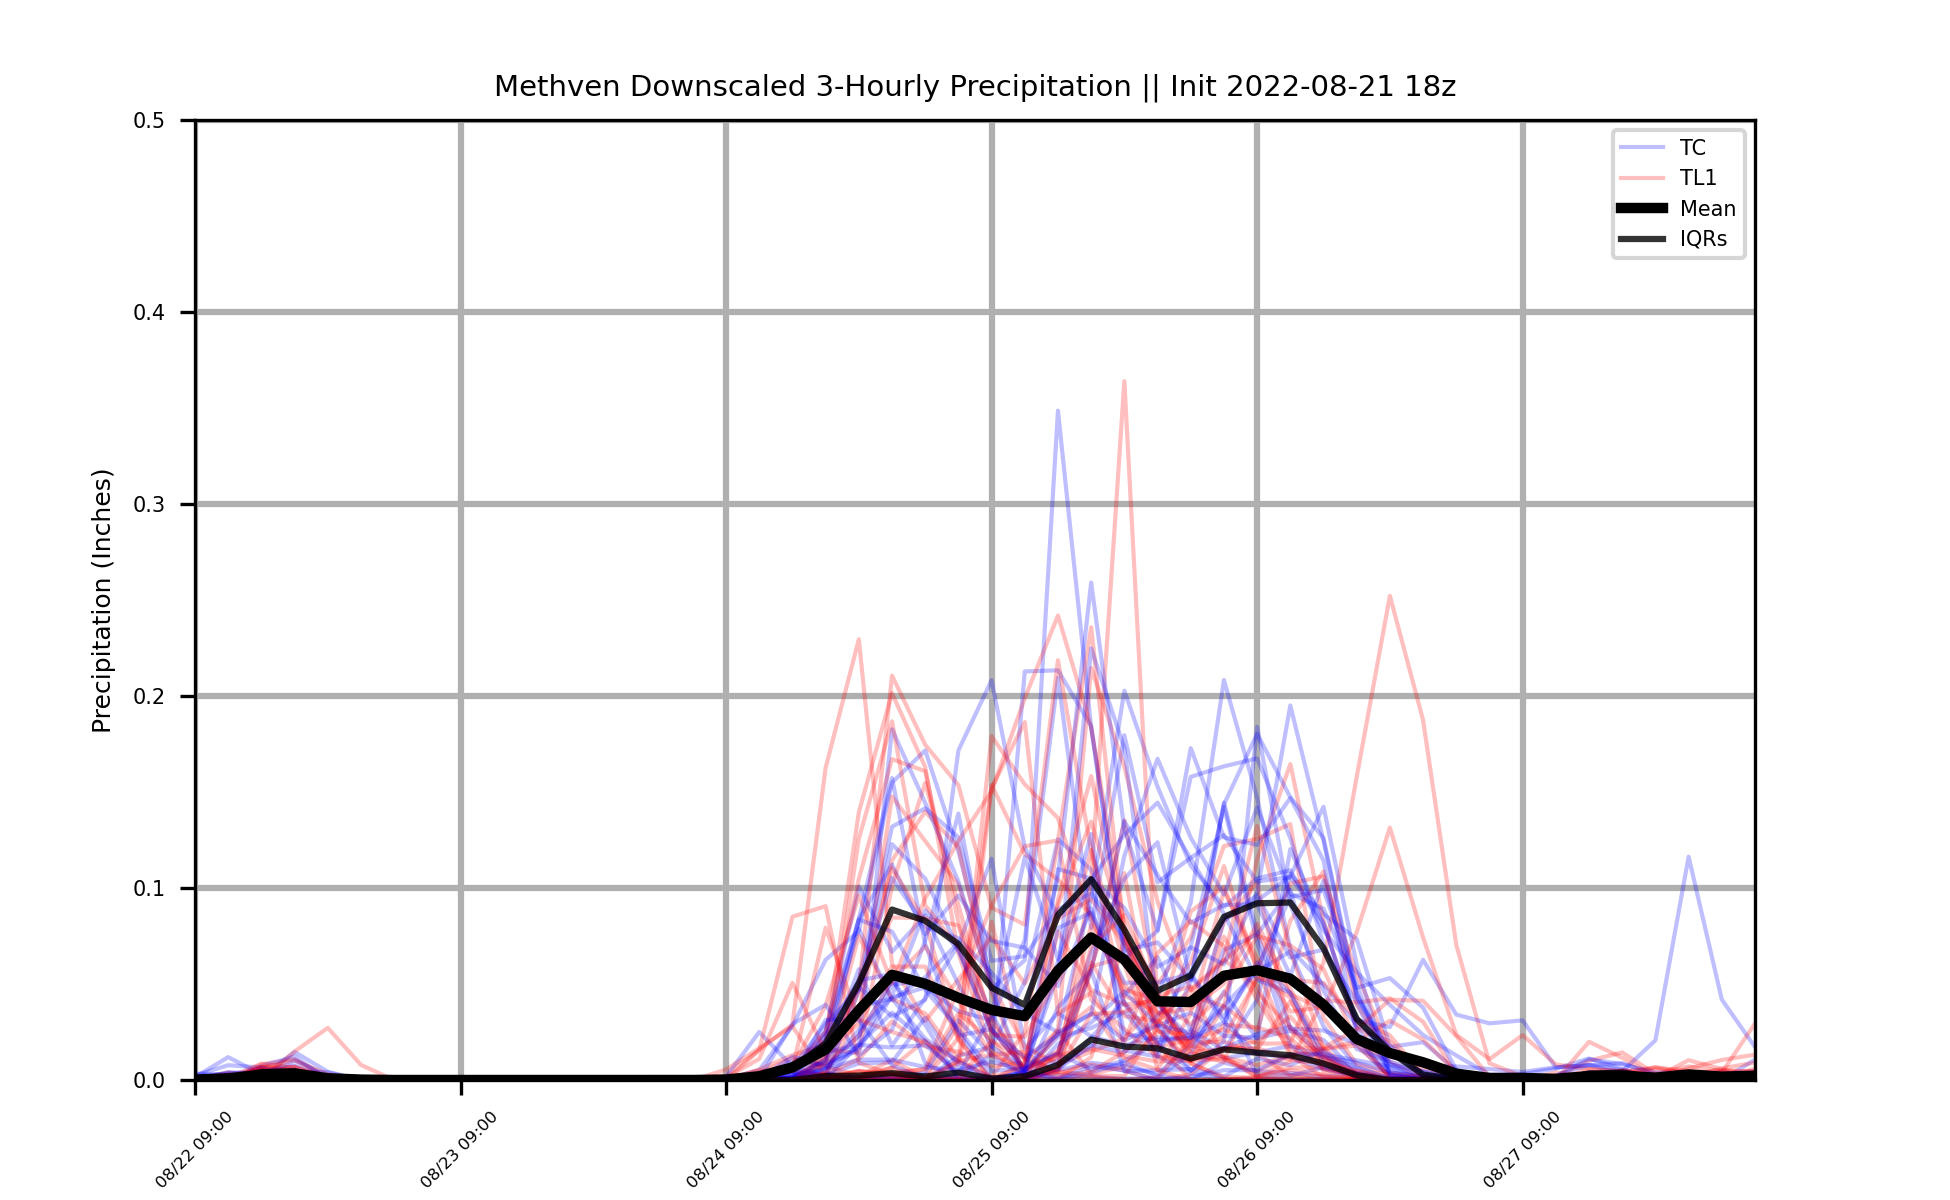 Methven Downscaled 3-Hourly Precipitation || Init 2022-08-21 18z
Precipitation (Inches)
0.5
0.4
0.3
0.2
0.1
0.0
TC
TL1
Mean
IQRs
08/22 09:00
08/23 09:00
08/24 09:00
08/25 09:00
08/26 09:00
08/27 09:00